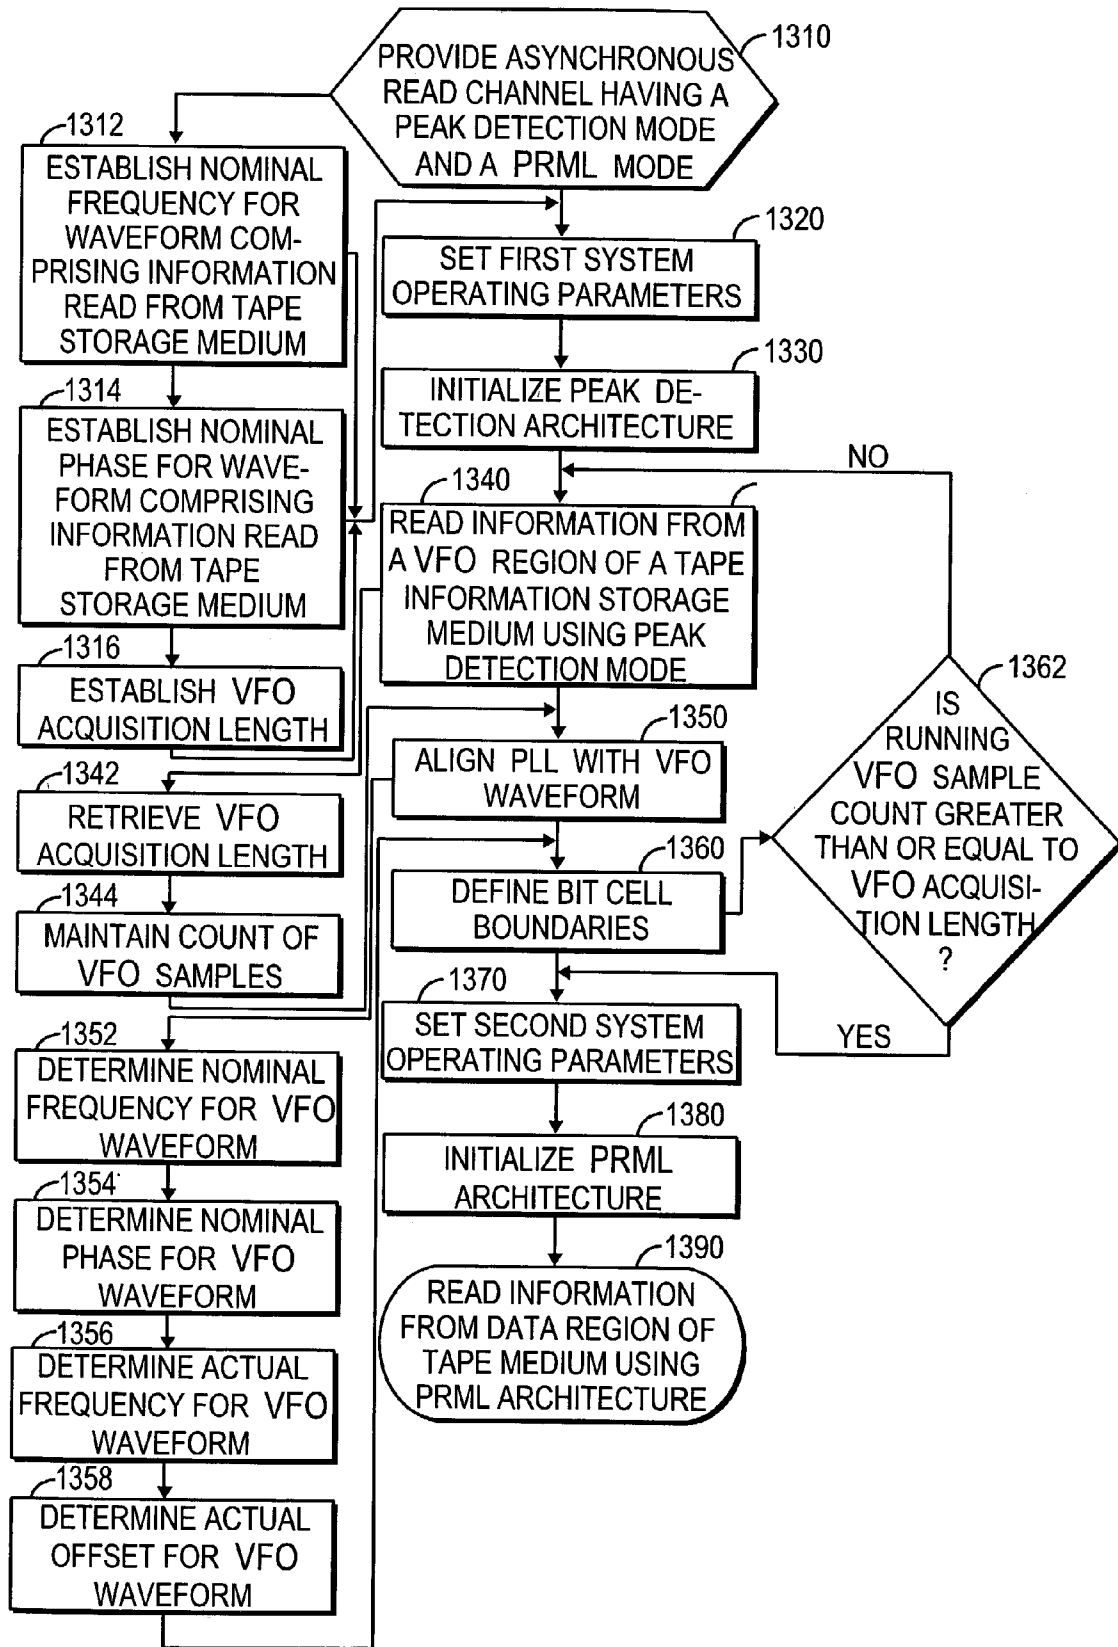 1310
PROVIDE ASYNCHRONOUS
READ CHANNEL HAVING A
PEAK DETECTION MODE
AND A PRML MODE
1312
ESTABLISH NOMINAL
FREQUENCY FOR
WAVEFORM COM-
PRISING INFORMATION
READ FROM TAPE
STORAGE MEDIUM
1314
ESTABLISH NOMINAL
PHASE FOR WAVE-
FORM COMPRISING
INFORMATION READ
FROM TAPE
STORAGE MEDIUM
1316
ESTABLISH VFO
ACQUISITION LENGTH
1320
SET FIRST SYSTEM
OPERATING PARAMETERS
1330
INITIALIZE PEAK DE-
TECTION ARCHITECTURE
NO
1340
READ INFORMATION FROM
A VFO REGION OF A TAPE
INFORMATION STORAGE
MEDIUM USING PEAK
DETECTION MODE
1342
RETRIEVE VFO
ACQUISITION LENGTH
1344
MAINTAIN COUNT OF
VFO SAMPLES
1350
ALIGN PLL WITH VFO
WAVEFORM
1352
DETERMINE NOMINAL
FREQUENCY FOR VFO
WAVEFORM
1354
DETERMINE NOMINAL
PHASE FOR VFO
WAVEFORM
1356
DETERMINE ACTUAL
FREQUENCY FOR VFO
WAVEFORM
1358
DETERMINE ACTUAL
OFFSET FOR VFO
WAVEFORM
1360
DEFINE BIT CELL
BOUNDARIES
1362
IS
RUNNING
VFO SAMPLE
COUNT GREATER
THAN OR EQUAL TO
VFO ACQUISI-
TION LENGTH
?
YES
1370
SET SECOND SYSTEM
OPERATING PARAMETERS
1380
INITIALIZE PRML
ARCHITECTURE
1390
READ INFORMATION
FROM DATA REGION OF
TAPE MEDIUM USING
PRML ARCHITECTURE